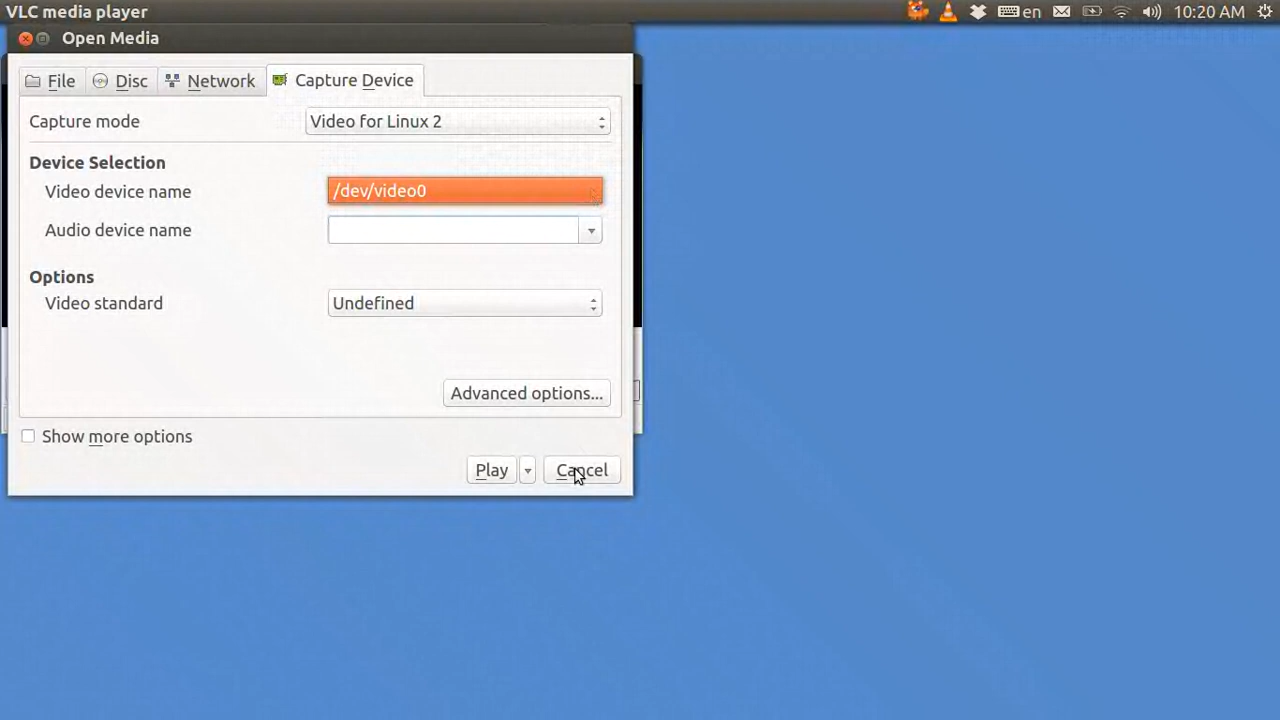 VLC media player en 10:20 AM
Open Media
File Disc Network Capture Device
Capture mode Video for Linux 2
Device Selection
Video device name /dev/video0
Audio device name
Options
Video standard Undefined
Advanced options...
Show more options
Play Cancel